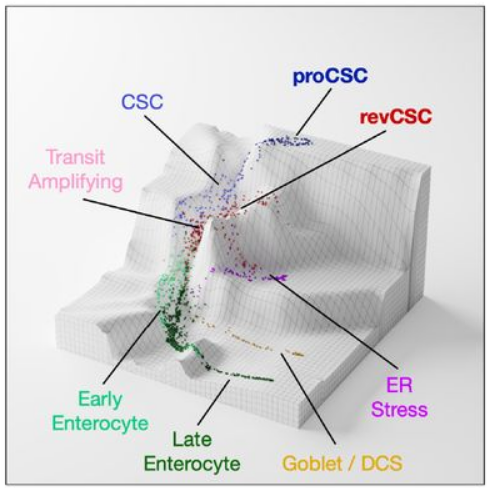 proCSC
CSC
revCSC
Transit
Amplifying
ER
Stress
Early
Enterocyte
Late
Enterocyte
Goblet / DCS